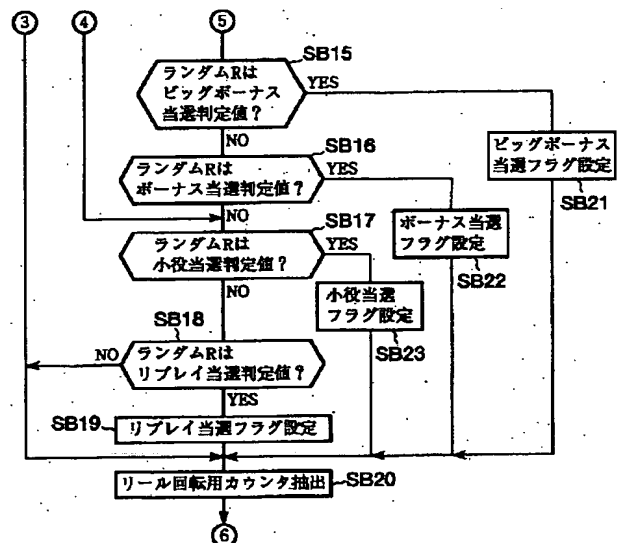 ③ ④ ⑤
SB15
ランダムRは
ビッグボーナス
当選判定値？
YES
NO
ビッグボーナス
当選フラグ設定
SB21
SB16
ランダムRは
ボーナス当選判定値？
YES
NO
ボーナス当選
フラグ設定
SB22
SB17
ランダムRは
小役当選判定値？
YES
NO
小役当選
フラグ設定
SB23
SB18
ランダムRは
リプレイ当選判定値？
NO
YES
SB19
リプレイ当選フラグ設定
リール回転用カウンタ抽出
SB20
⑥